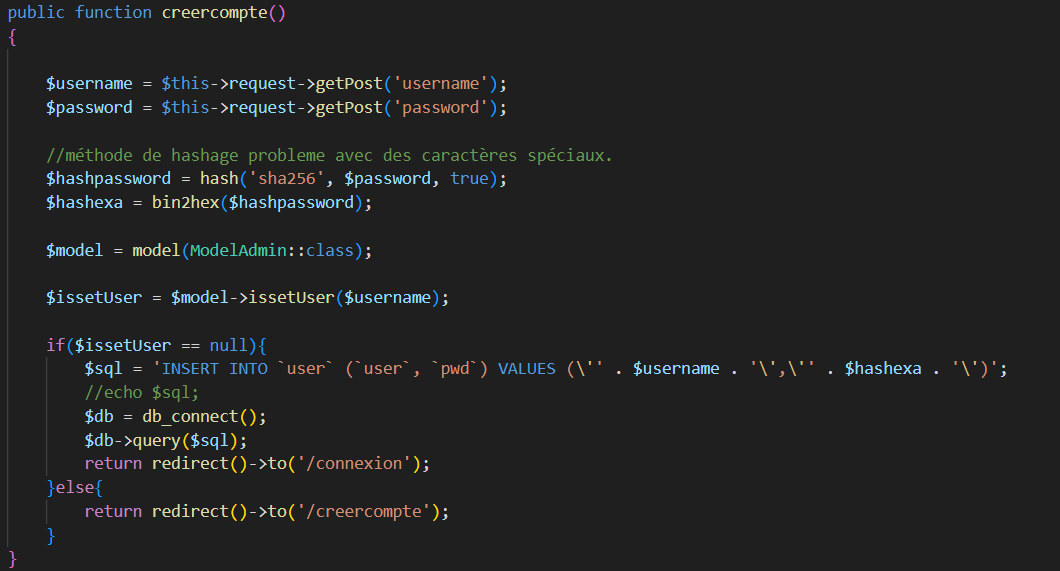 public function creercompte()
{
$username = $this->request->getPost('username');
$password = $this->request->getPost('password');
//méthode de hashage probleme avec des caractères spéciaux.
$hashpassword = hash('sha256', $password, true);
$hashexa = bin2hex($hashpassword);
$model = model(ModelAdmin::class);
$issetUser = $model->issetUser($username);
if($issetUser == null){
$sql = 'INSERT INTO `user` (`user`, `pwd`) VALUES (\'' . $username . '\',\'' . $hashexa . '\')';
//echo $sql;
$db = db_connect();
$db->query($sql);
return redirect()->to('/connexion');
}else{
return redirect()->to('/creercompte');
}
}